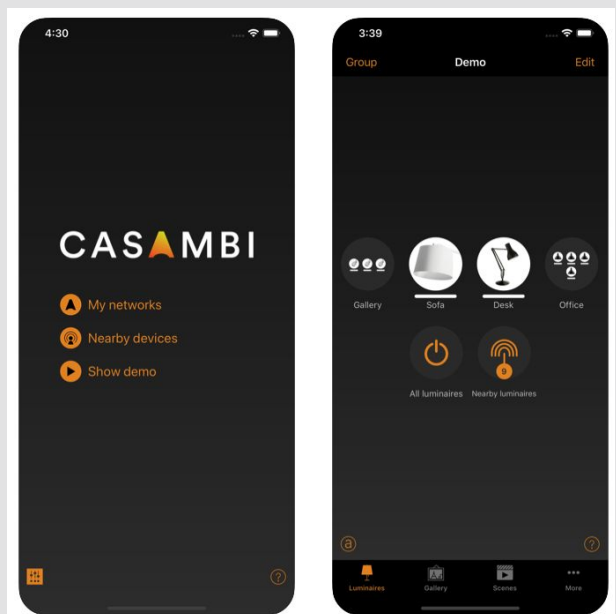 4:30
CASAMBI
My networks
Nearby devices
Show demo
?
3:39
Group Demo Edit
Gallery Sofa Desk Office
9
All luminaires Nearby luminaires
a ?
Luminaires Gallery Scenes More